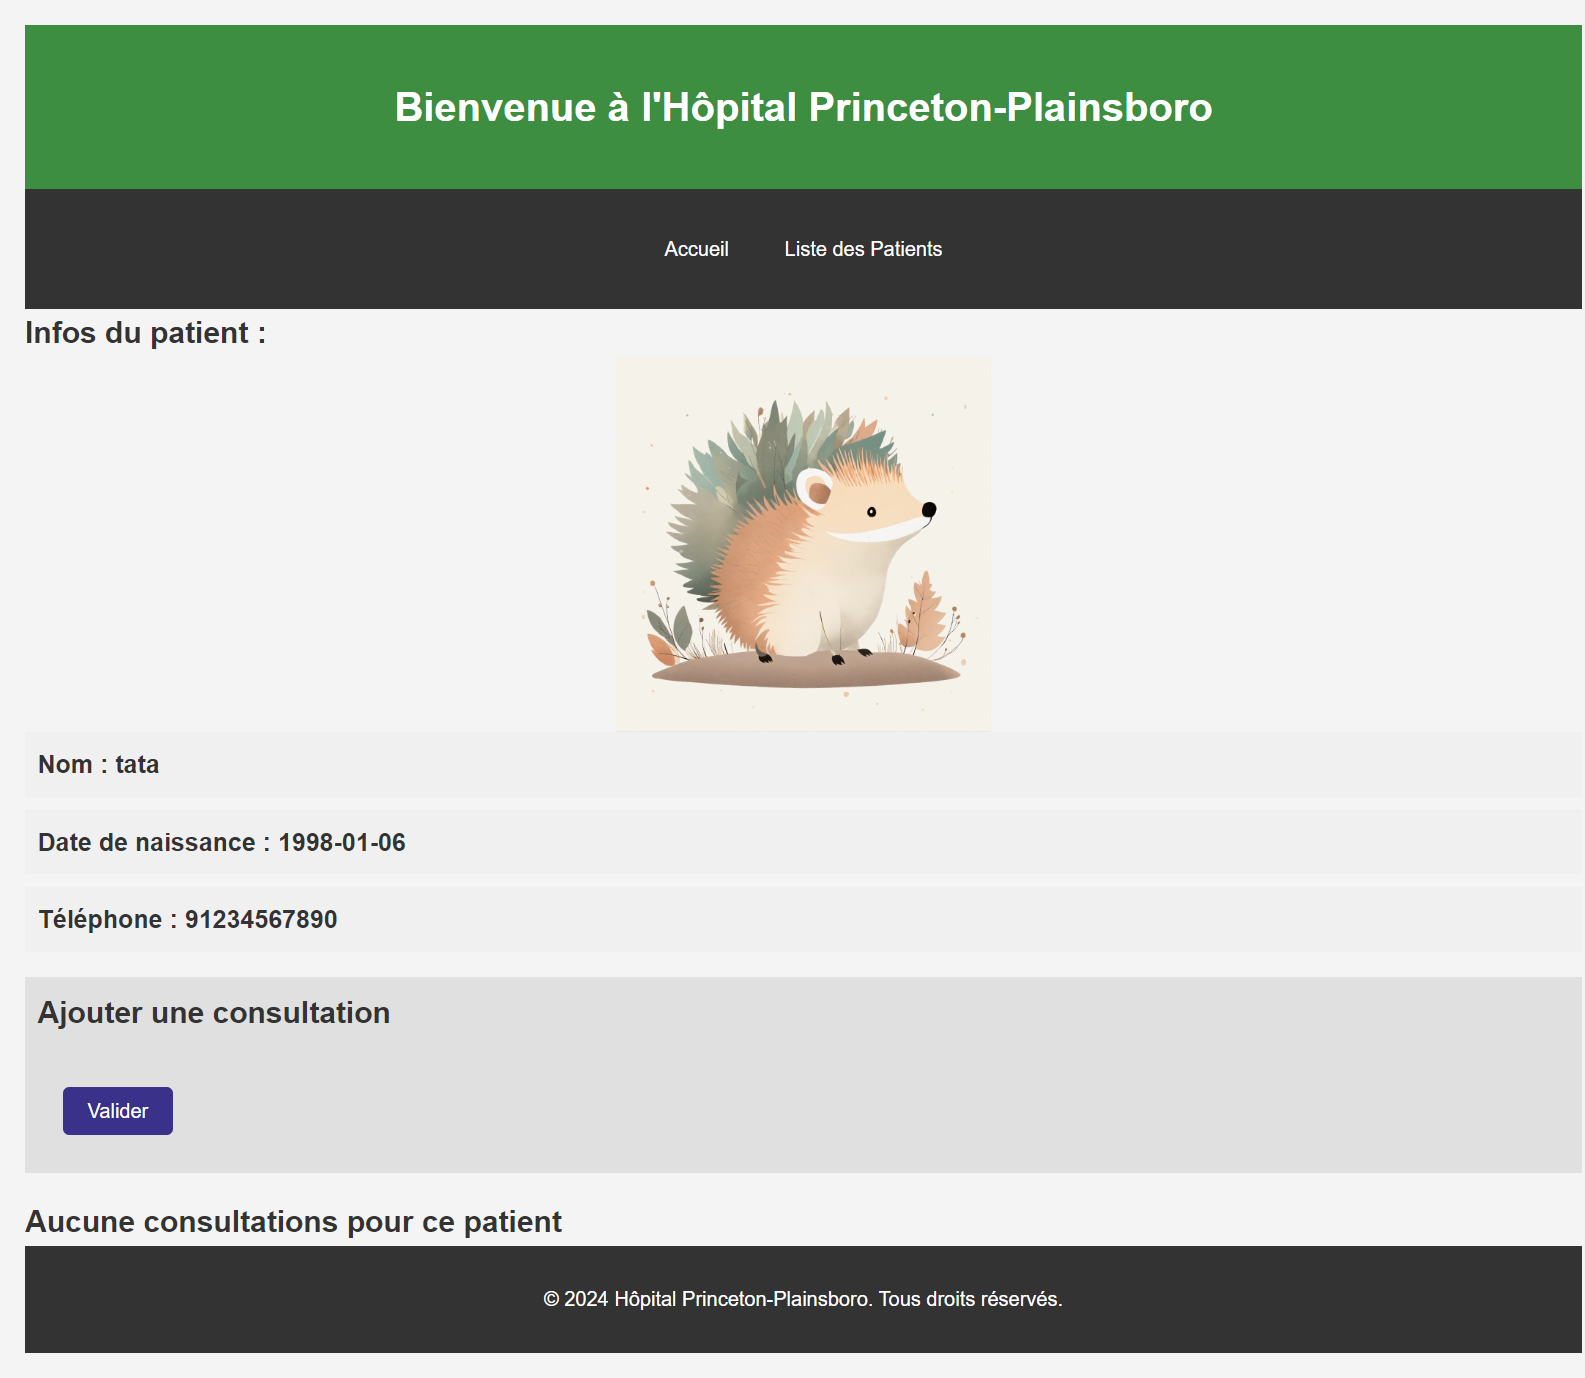 Bienvenue à l'Hôpital Princeton-Plainsboro
Accueil Liste des Patients
Infos du patient :
Nom : tata
Date de naissance : 1998-01-06
Téléphone : 91234567890
Ajouter une consultation
Valider
Aucune consultations pour ce patient
© 2024 Hôpital Princeton-Plainsboro. Tous droits réservés.